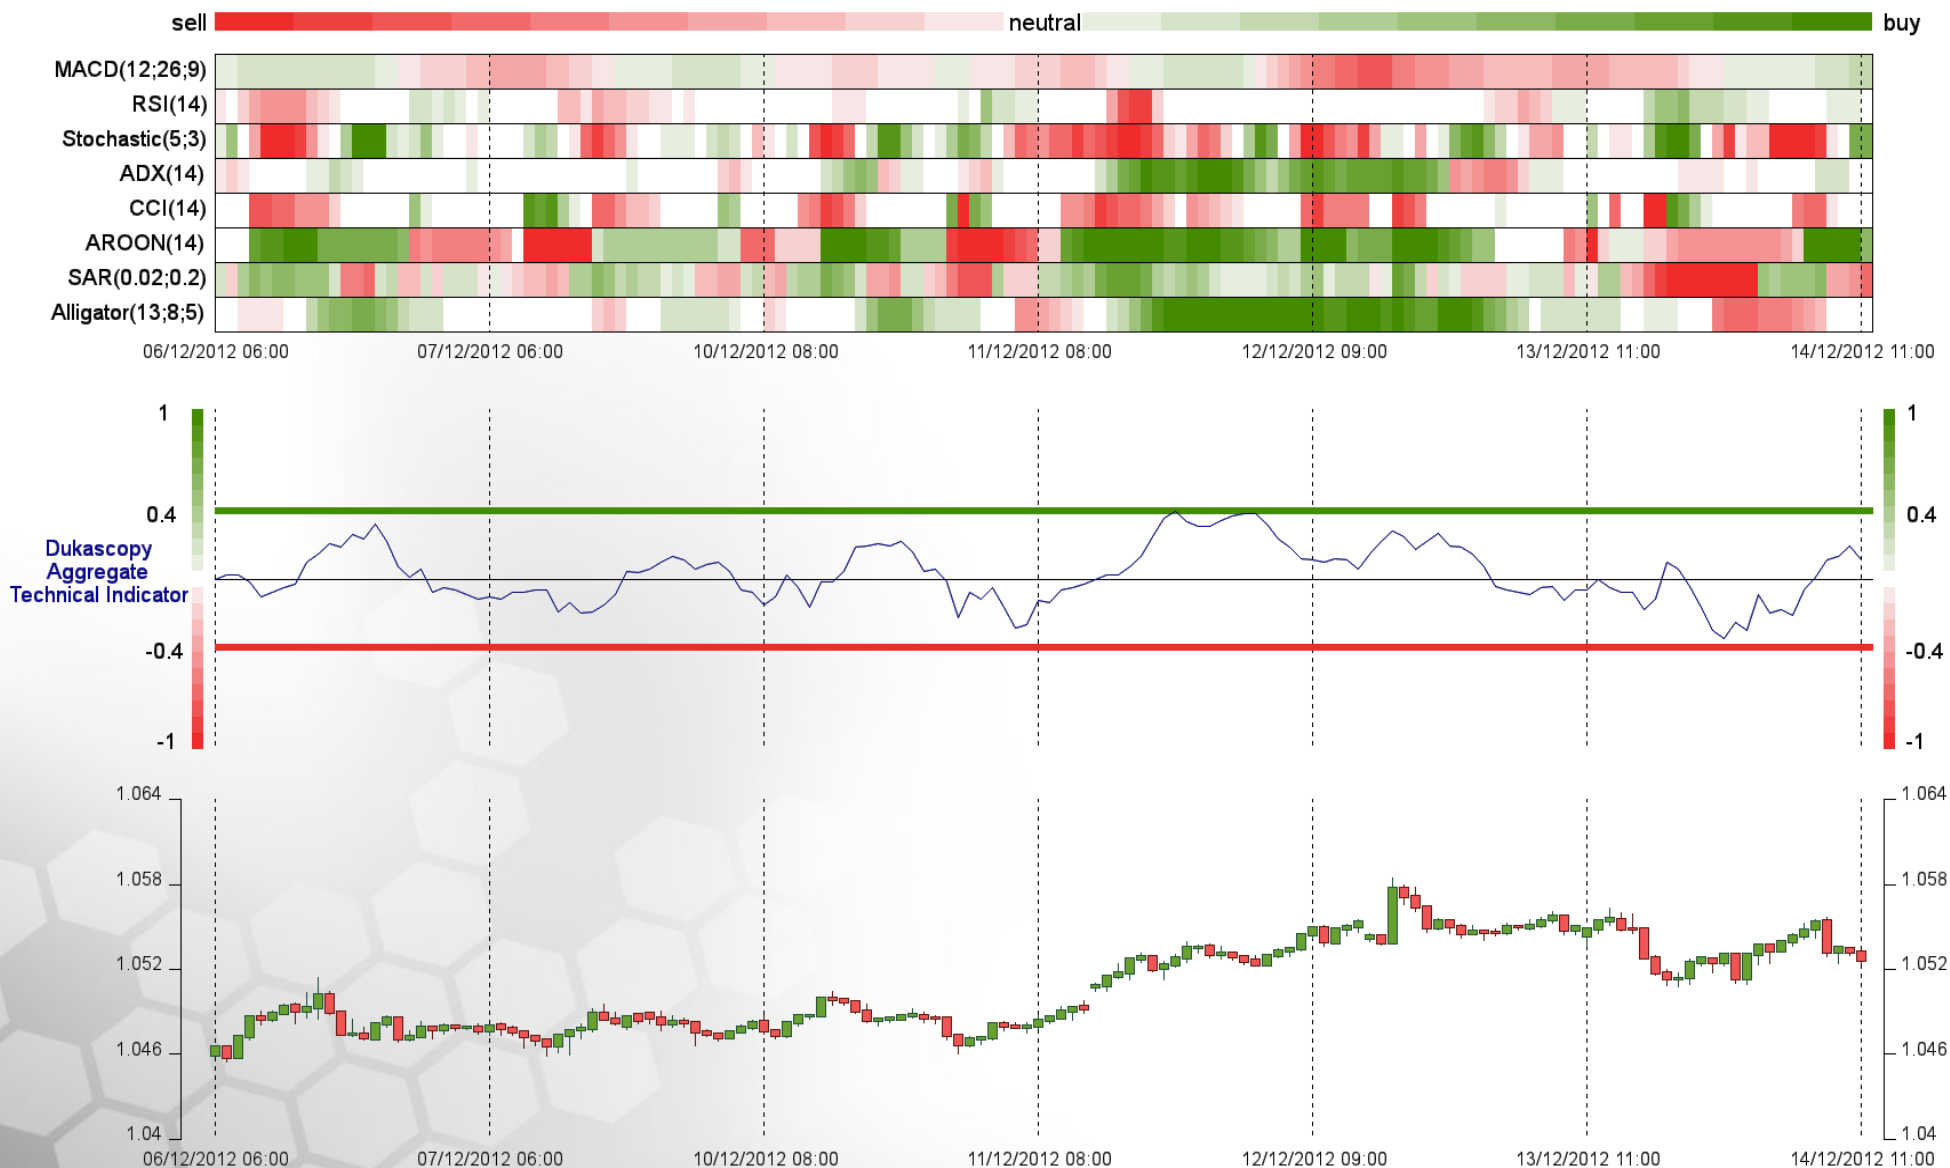 sell neutral buy
MACD(12;26;9)
RSI(14)
Stochastic(5;3)
ADX(14)
CCI(14)
AROON(14)
SAR(0.02;0.2)
Alligator(13;8;5)
06/12/2012 06:00 07/12/2012 06:00 10/12/2012 08:00 11/12/2012 08:00 12/12/2012 09:00 13/12/2012 11:00 14/12/2012 11:00
1 1
0.4 0.4
Dukascopy
Aggregate
Technical Indicator
-0.4 -0.4
-1 -1
1.064 1.064
1.058 1.058
1.052 1.052
1.046 1.046
1.04 1.04
06/12/2012 06:00 07/12/2012 06:00 10/12/2012 08:00 11/12/2012 08:00 12/12/2012 09:00 13/12/2012 11:00 14/12/2012 11:00